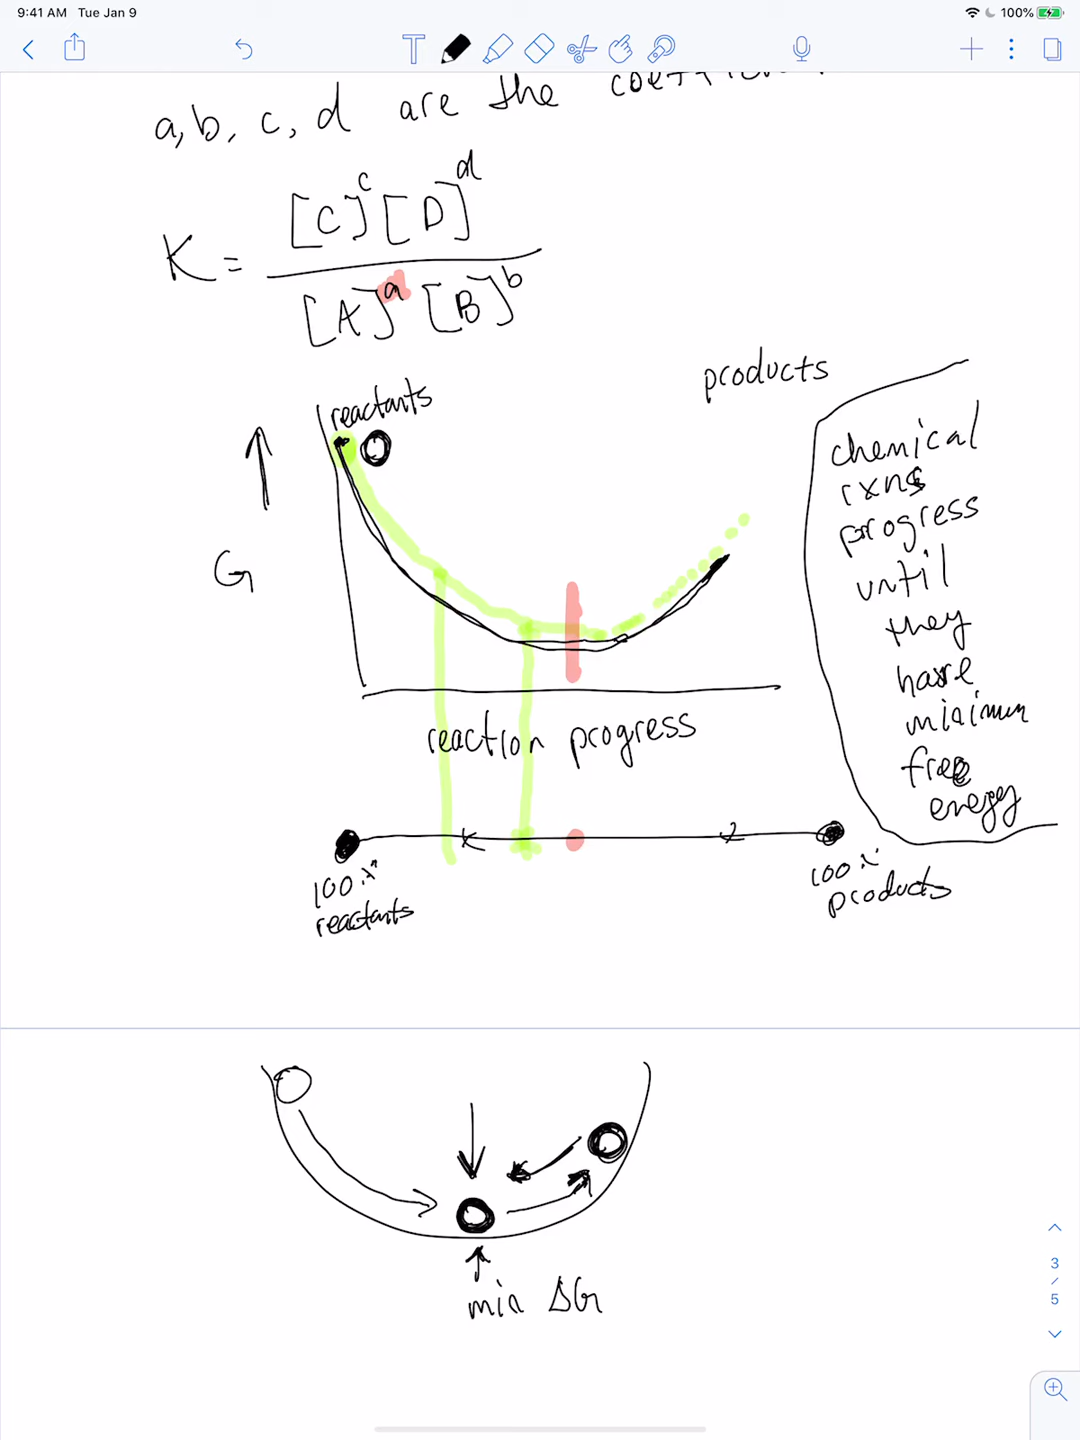 9:41 AM Tue Jan 9
100%
a, b, c, d are the
K = [C]^c [D]^d / [A]^a [B]^b
reactants
products
G
reaction progress
chemical
rxns
progress
until
they
have
minimum
free
energy
100%
reactants
100%
products
min ΔG
3
/
5